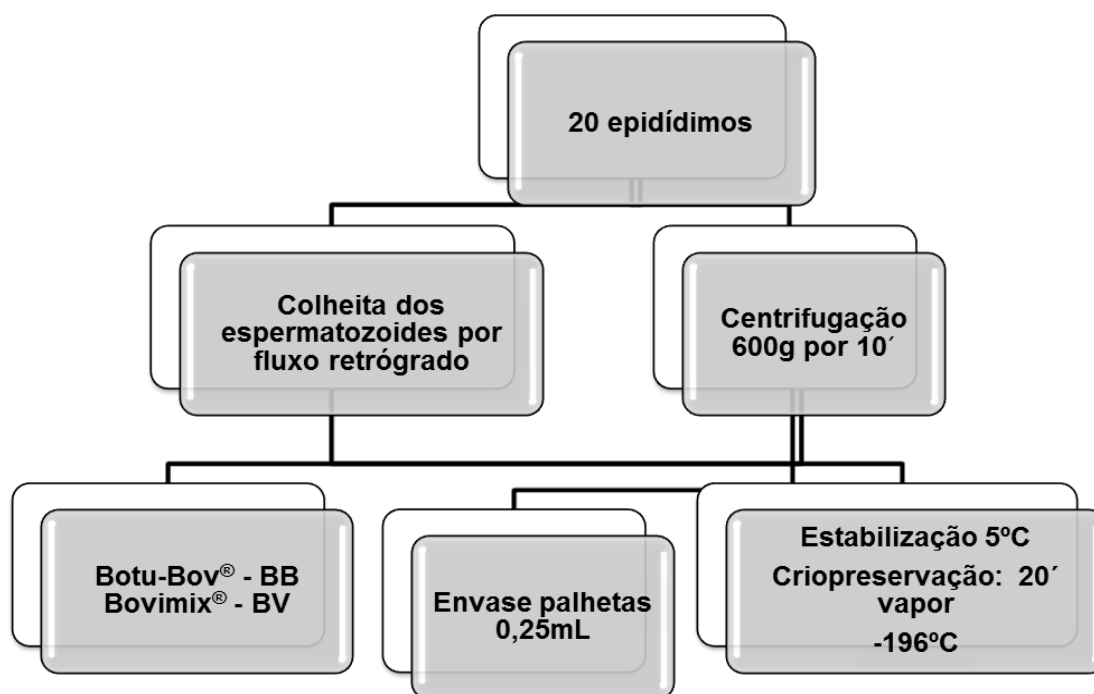 20 epidídimos
Colheita dos
espermatozoides por
fluxo retrógrado
Centrifugação
600g por 10´
Botu-Bov® - BB
Bovimix® - BV
Envase palhetas
0,25mL
Estabilização 5ºC
Criopreservação: 20´
vapor
-196ºC